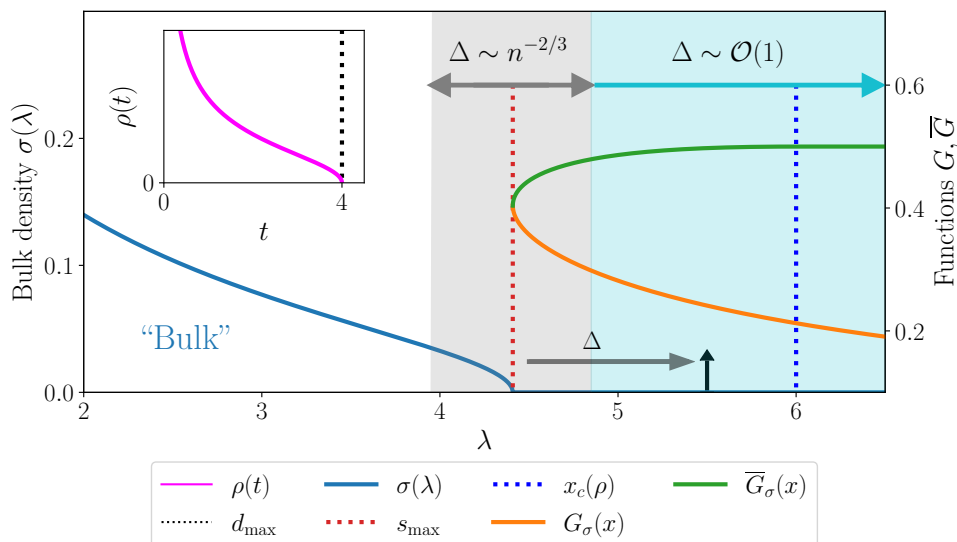 Δ ∼ n^{-2/3}
Δ ∼ 𝒪(1)
ρ(t)
0
0
4
t
Bulk density σ(λ)
0.2
0.1
0.0
“Bulk”
Δ
0.6
0.4
0.2
Functions G, G̅
2
3
4
5
6
λ
ρ(t)
σ(λ)
x_c(ρ)
G̅_σ(x)
d_max
s_max
G_σ(x)